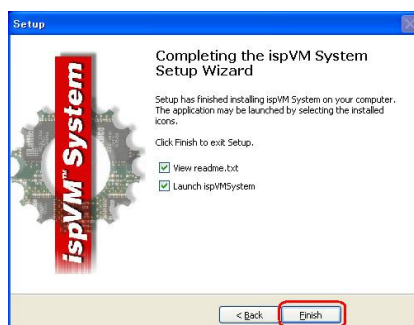 Setup
Completing the ispVM System
Setup Wizard
Setup has finished installing ispVM System on your computer.
The application may be launched by selecting the installed
icons.
Click Finish to exit Setup.
View readme.txt
Launch ispVMSystem
ispVM™ System
< Back
Finish